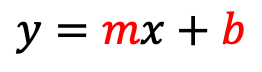 y = mx + b